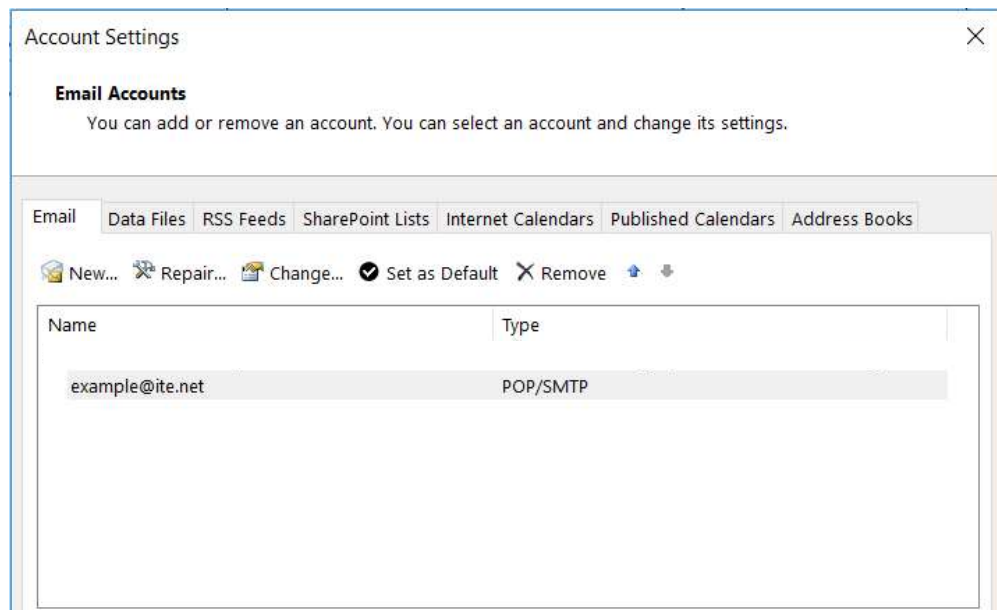 Account Settings
Email Accounts
You can add or remove an account. You can select an account and change its settings.
Email Data Files RSS Feeds SharePoint Lists Internet Calendars Published Calendars Address Books
New... Repair... Change... Set as Default Remove
Name Type
example@ite.net POP/SMTP